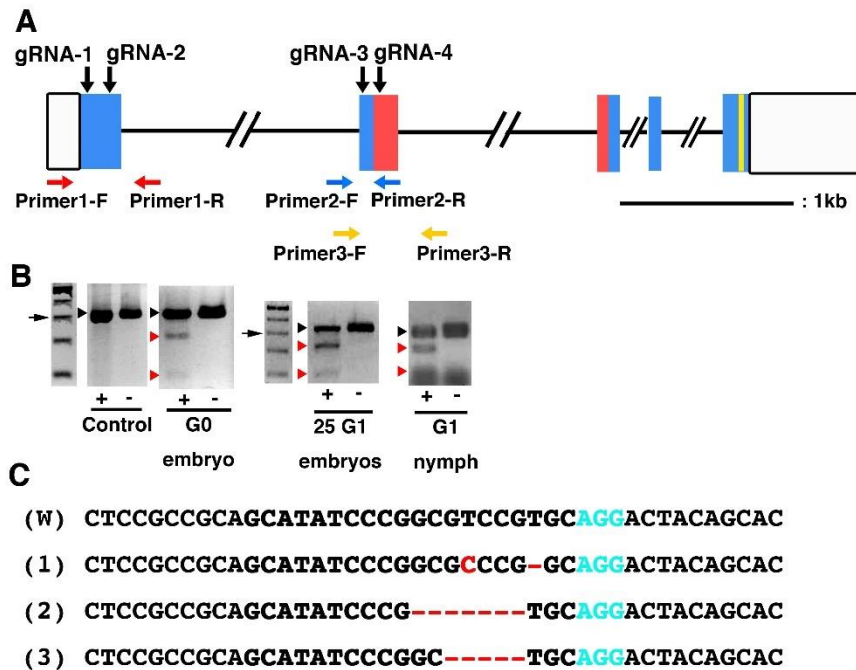 A
gRNA-1 gRNA-2 gRNA-3 gRNA-4
Primer1-F Primer1-R Primer2-F Primer2-R : 1kb
Primer3-F Primer3-R
B
+ - + - + - + -
Control G0 25 G1 G1
embryo embryos nymph
C
(W) CTCCGCCGCAGCATATCCCGGCGTCCGTGCAGGACTACAGCAC
(1) CTCCGCCGCAGCATATCCCGGCGCCCG-GCAGGACTACAGCAC
(2) CTCCGCCGCAGCATATCCCG-------TGCAGGACTACAGCAC
(3) CTCCGCCGCAGCATATCCCGGC-----TGCAGGACTACAGCAC